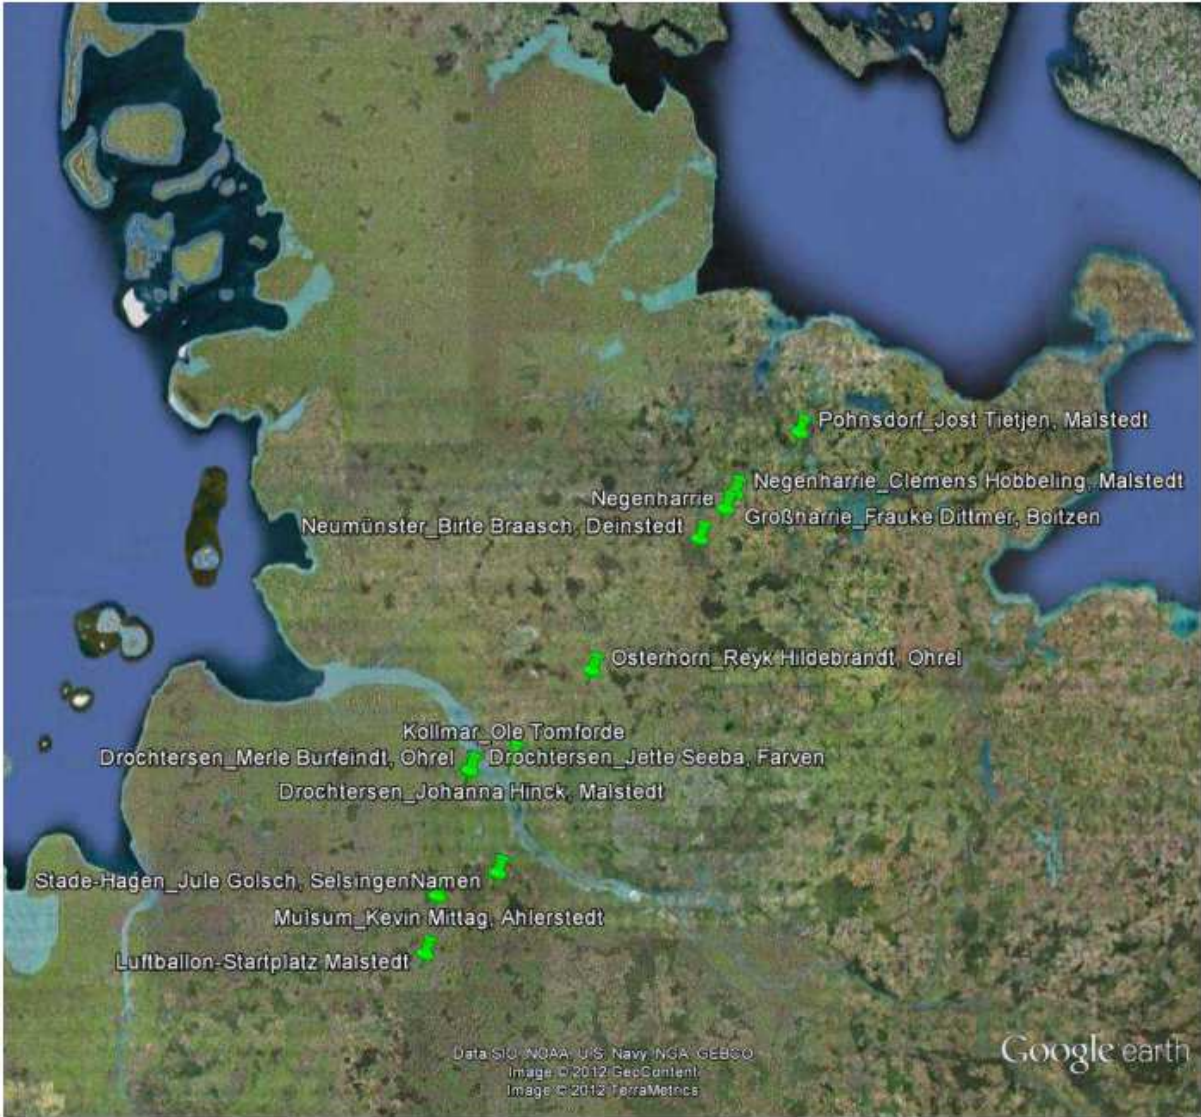 Pohnsdorf_Jost Tietjen, Malstedt
Negenharrie_Clemens Hobbeling, Malstedt
Negenharrie
Großharrie_Frauke Dittmer, Boitzen
Neumünster_Birte Braasch, Deinstedt
Osterhorn_Reyk Hildebrandt, Ohrel
Kollmar_Ole Tomforde
Drochtersen_Merle Burfeindt, Ohrel
Drochtersen_Jette Seeba, Farven
Drochtersen_Johanna Hinck, Malstedt
Stade-Hagen_Jule Golsch, SelsingenNamen
Mulsum_Kevin Mittag, Ahlerstedt
Luftballon-Startplatz Malstedt
Data SIO, NOAA, U.S. Navy, NGA, GEBCO
Image © 2012 GeoContent
Image © 2012 TerraMetrics
Google earth